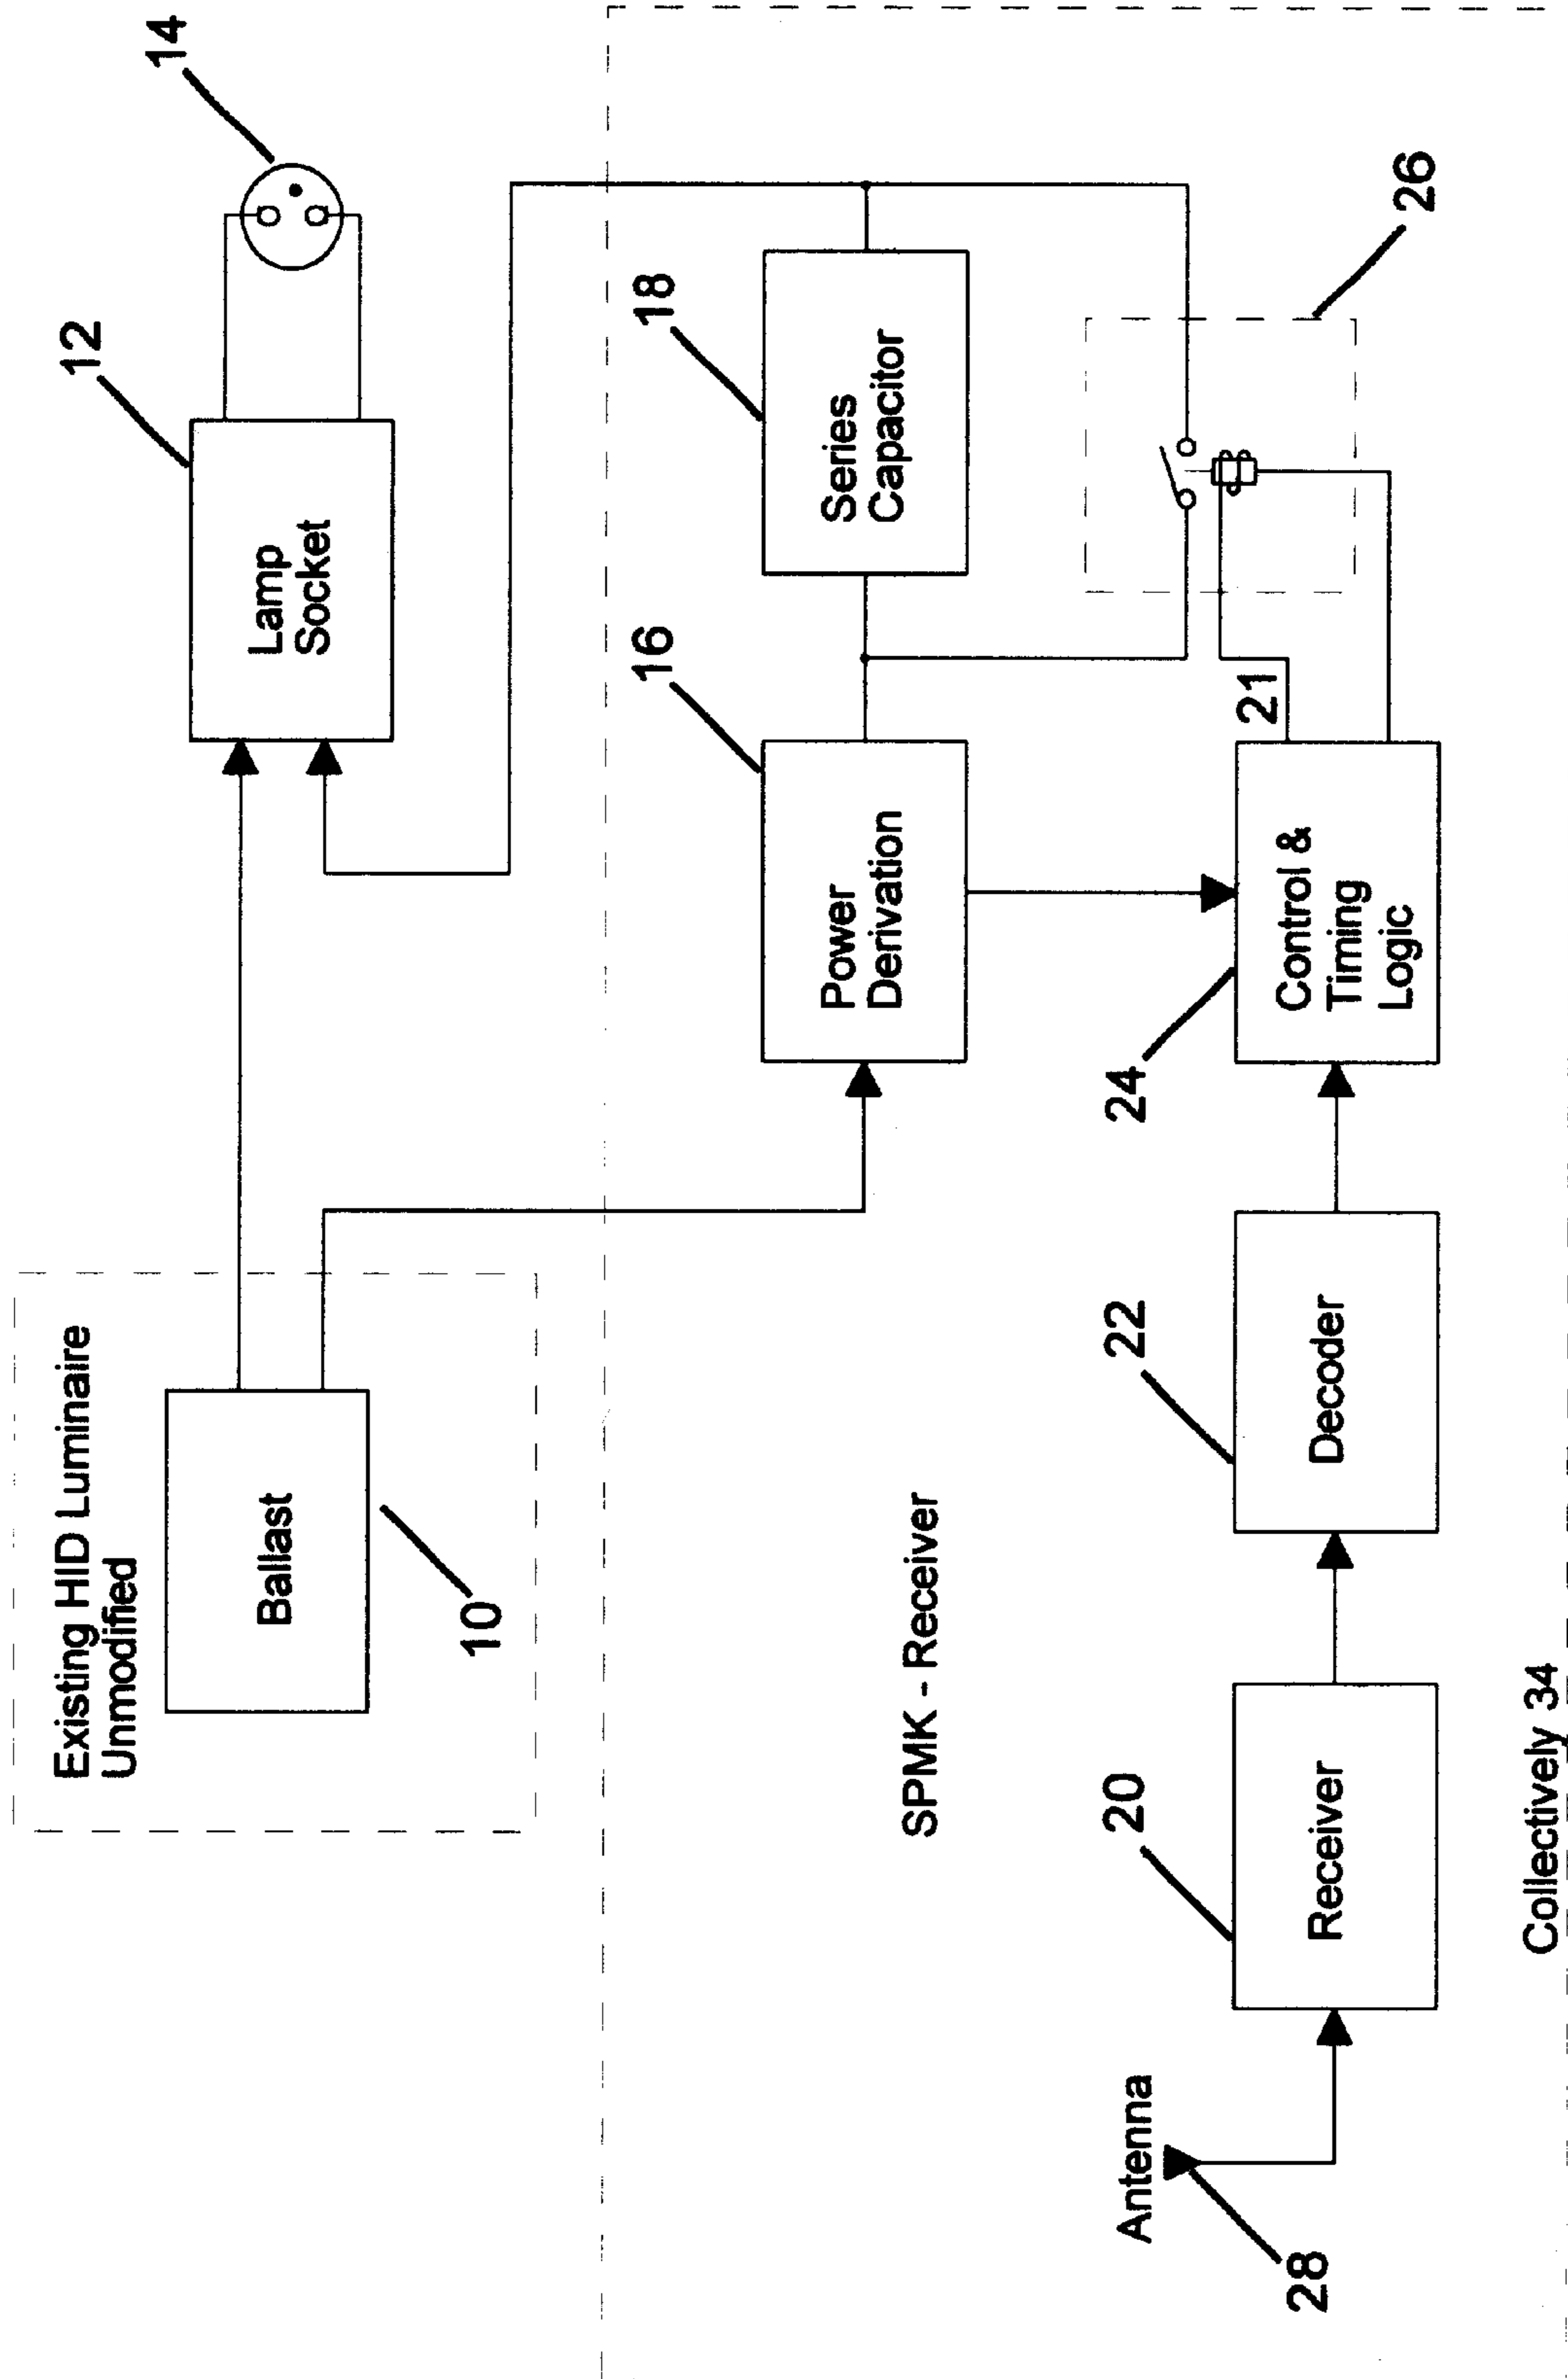 Existing HID Luminaire
Unmodified
Ballast
10
Lamp
Socket
12
14
SPMK - Receiver
Power
Derivation
16
Series
Capacitor
18
Antenna
28
Receiver
20
Decoder
22
Control &
Timing
Logic
24
21
26
Collectively 34